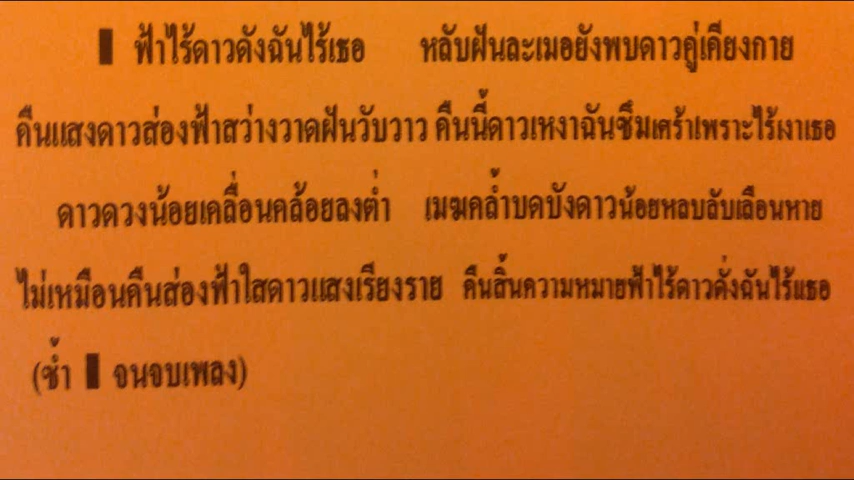 ▮ ฟ้าไร้ดาวดังฉันไร้เธอ หลับฝันละเมอยังพบดาวคู่เคียงกาย
คืนแสงดาวส่องฟ้าสว่างวาดฝันวับวาว คืนนี้ดาวเหงาฉันซึมเศร้าเพราะไร้เงาเธอ
ดาวดวงน้อยเคลื่อนคล้อยลงต่ำ เมฆคล้ำบดบังดาวน้อยหลบลับเลือนหาย
ไม่เหมือนคืนส่องฟ้าใสดาวแสงเรียงราย คืนสิ้นความหมายฟ้าไร้ดาวดั่งฉันไร้แธอ
(ซ้ำ ▮ จนจบเพลง)